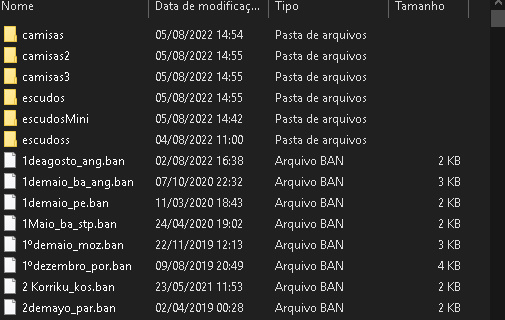 Nome Data de modificaç... Tipo Tamanho
camisas 05/08/2022 14:54 Pasta de arquivos
camisas2 05/08/2022 14:55 Pasta de arquivos
camisas3 05/08/2022 14:55 Pasta de arquivos
escudos 05/08/2022 14:55 Pasta de arquivos
escudosMini 05/08/2022 14:42 Pasta de arquivos
escudoss 04/08/2022 11:00 Pasta de arquivos
1deagosto_ang.ban 02/08/2022 16:38 Arquivo BAN 2 KB
1demaio_ba_ang.ban 07/10/2020 22:32 Arquivo BAN 3 KB
1demaio_pe.ban 11/03/2020 18:43 Arquivo BAN 2 KB
1Maio_ba_stp.ban 24/04/2020 19:02 Arquivo BAN 2 KB
1ºdemaio_moz.ban 22/11/2019 12:13 Arquivo BAN 3 KB
1ºdezembro_por.ban 09/08/2019 20:49 Arquivo BAN 4 KB
2 Korriku_kos.ban 23/05/2021 11:53 Arquivo BAN 2 KB
2demayo_par.ban 02/04/2019 00:28 Arquivo BAN 2 KB